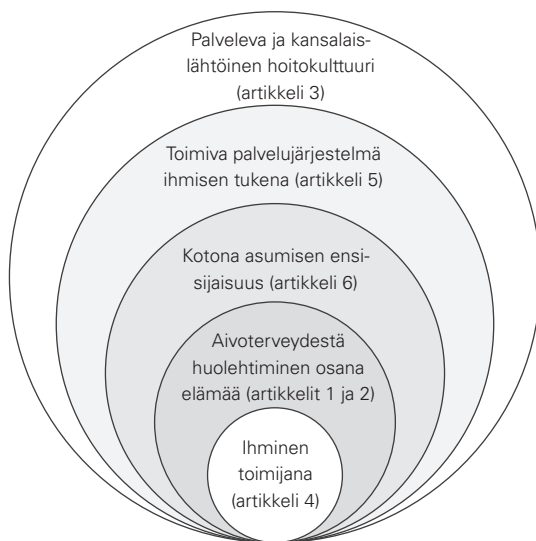 Palveleva ja kansalais-
lähtöinen hoitokulttuuri
(artikkeli 3)
Toimiva palvelujärjestelmä
ihmisen tukena (artikkeli 5)
Kotona asumisen ensi-
sijaisuus (artikkeli 6)
Aivoterveydestä
huolehtiminen osana
elämää (artikkelit 1 ja 2)
Ihminen
toimijana
(artikkeli 4)